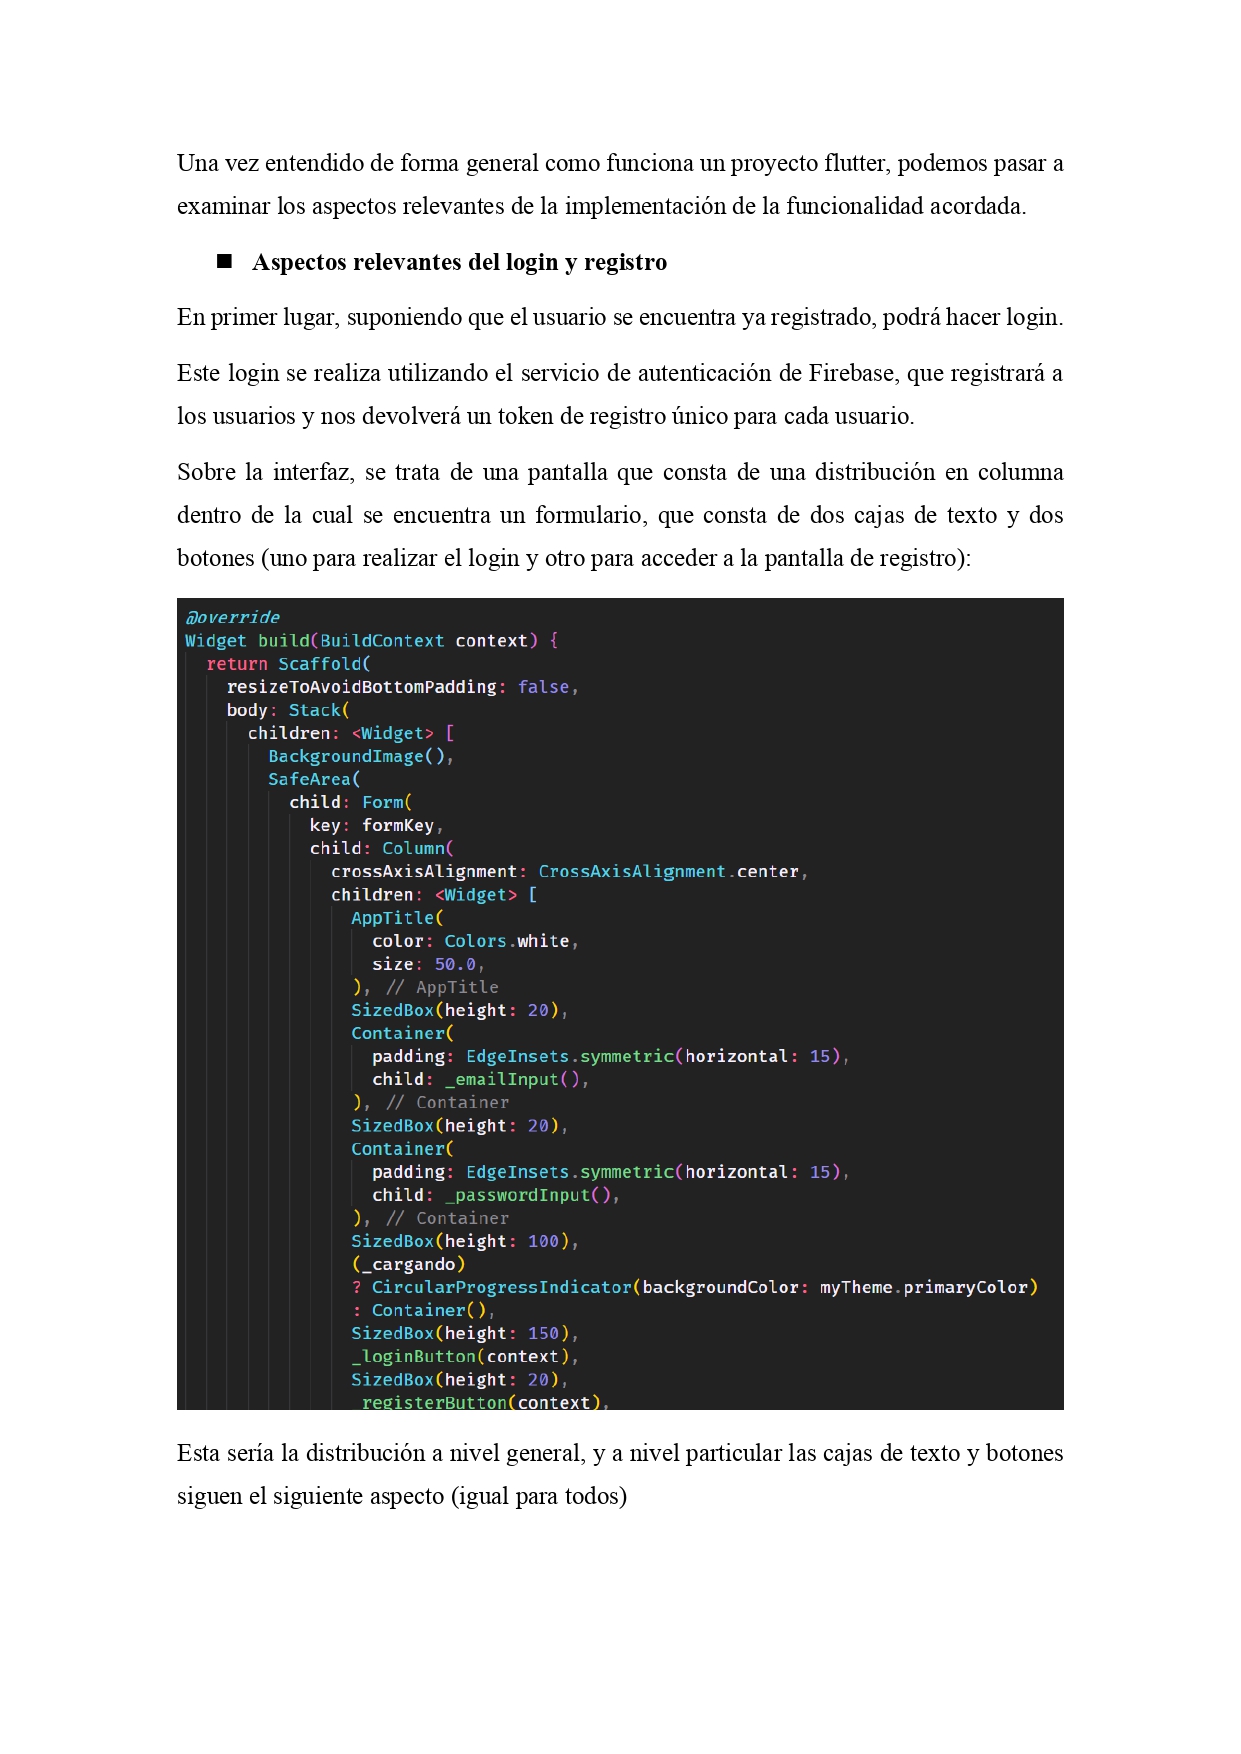 Una vez entendido de forma general como funciona un proyecto flutter, podemos pasar a
examinar los aspectos relevantes de la implementación de la funcionalidad acordada.
■ Aspectos relevantes del login y registro
En primer lugar, suponiendo que el usuario se encuentra ya registrado, podrá hacer login.
Este login se realiza utilizando el servicio de autenticación de Firebase, que registrará a
los usuarios y nos devolverá un token de registro único para cada usuario.
Sobre la interfaz, se trata de una pantalla que consta de una distribución en columna
dentro de la cual se encuentra un formulario, que consta de dos cajas de texto y dos
botones (uno para realizar el login y otro para acceder a la pantalla de registro):
@override
Widget build(BuildContext context) {
  return Scaffold(
    resizeToAvoidBottomPadding: false,
    body: Stack(
      children: <Widget> [
        BackgroundImage(),
        SafeArea(
          child: Form(
            key: formKey,
            child: Column(
              crossAxisAlignment: CrossAxisAlignment.center,
              children: <Widget> [
                AppTitle(
                  color: Colors.white,
                  size: 50.0,
                ), // AppTitle
                SizedBox(height: 20),
                Container(
                  padding: EdgeInsets.symmetric(horizontal: 15),
                  child: _emailInput(),
                ), // Container
                SizedBox(height: 20),
                Container(
                  padding: EdgeInsets.symmetric(horizontal: 15),
                  child: _passwordInput(),
                ), // Container
                SizedBox(height: 100),
                (_cargando)
                ? CircularProgressIndicator(backgroundColor: myTheme.primaryColor)
                : Container(),
                SizedBox(height: 150),
                _loginButton(context),
                SizedBox(height: 20),
                 registerButton(context),
Esta sería la distribución a nivel general, y a nivel particular las cajas de texto y botones
siguen el siguiente aspecto (igual para todos)